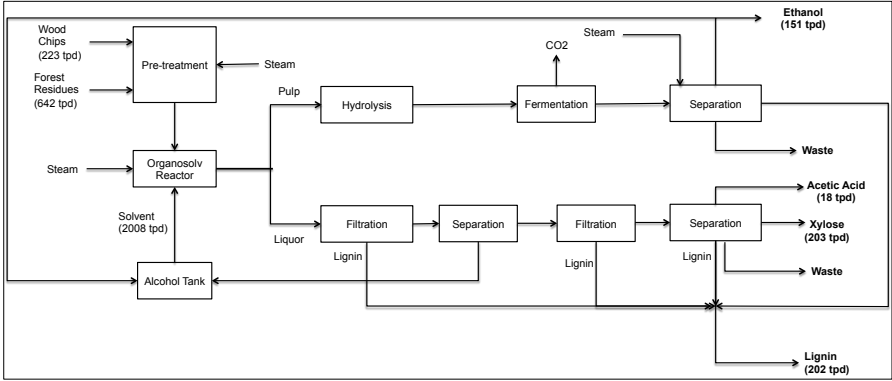 Ethanol
(151 tpd)
Wood
Chips
(223 tpd)
Pre-treatment
Steam
CO2
Steam
Forest
Residues
(642 tpd)
Pulp
Hydrolysis
Fermentation
Separation
Waste
Steam
Organosolv
Reactor
Acetic Acid
(18 tpd)
Solvent
(2008 tpd)
Liquor
Filtration
Separation
Filtration
Separation
Xylose
(203 tpd)
Lignin
Lignin
Lignin
Waste
Alcohol Tank
Lignin
(202 tpd)